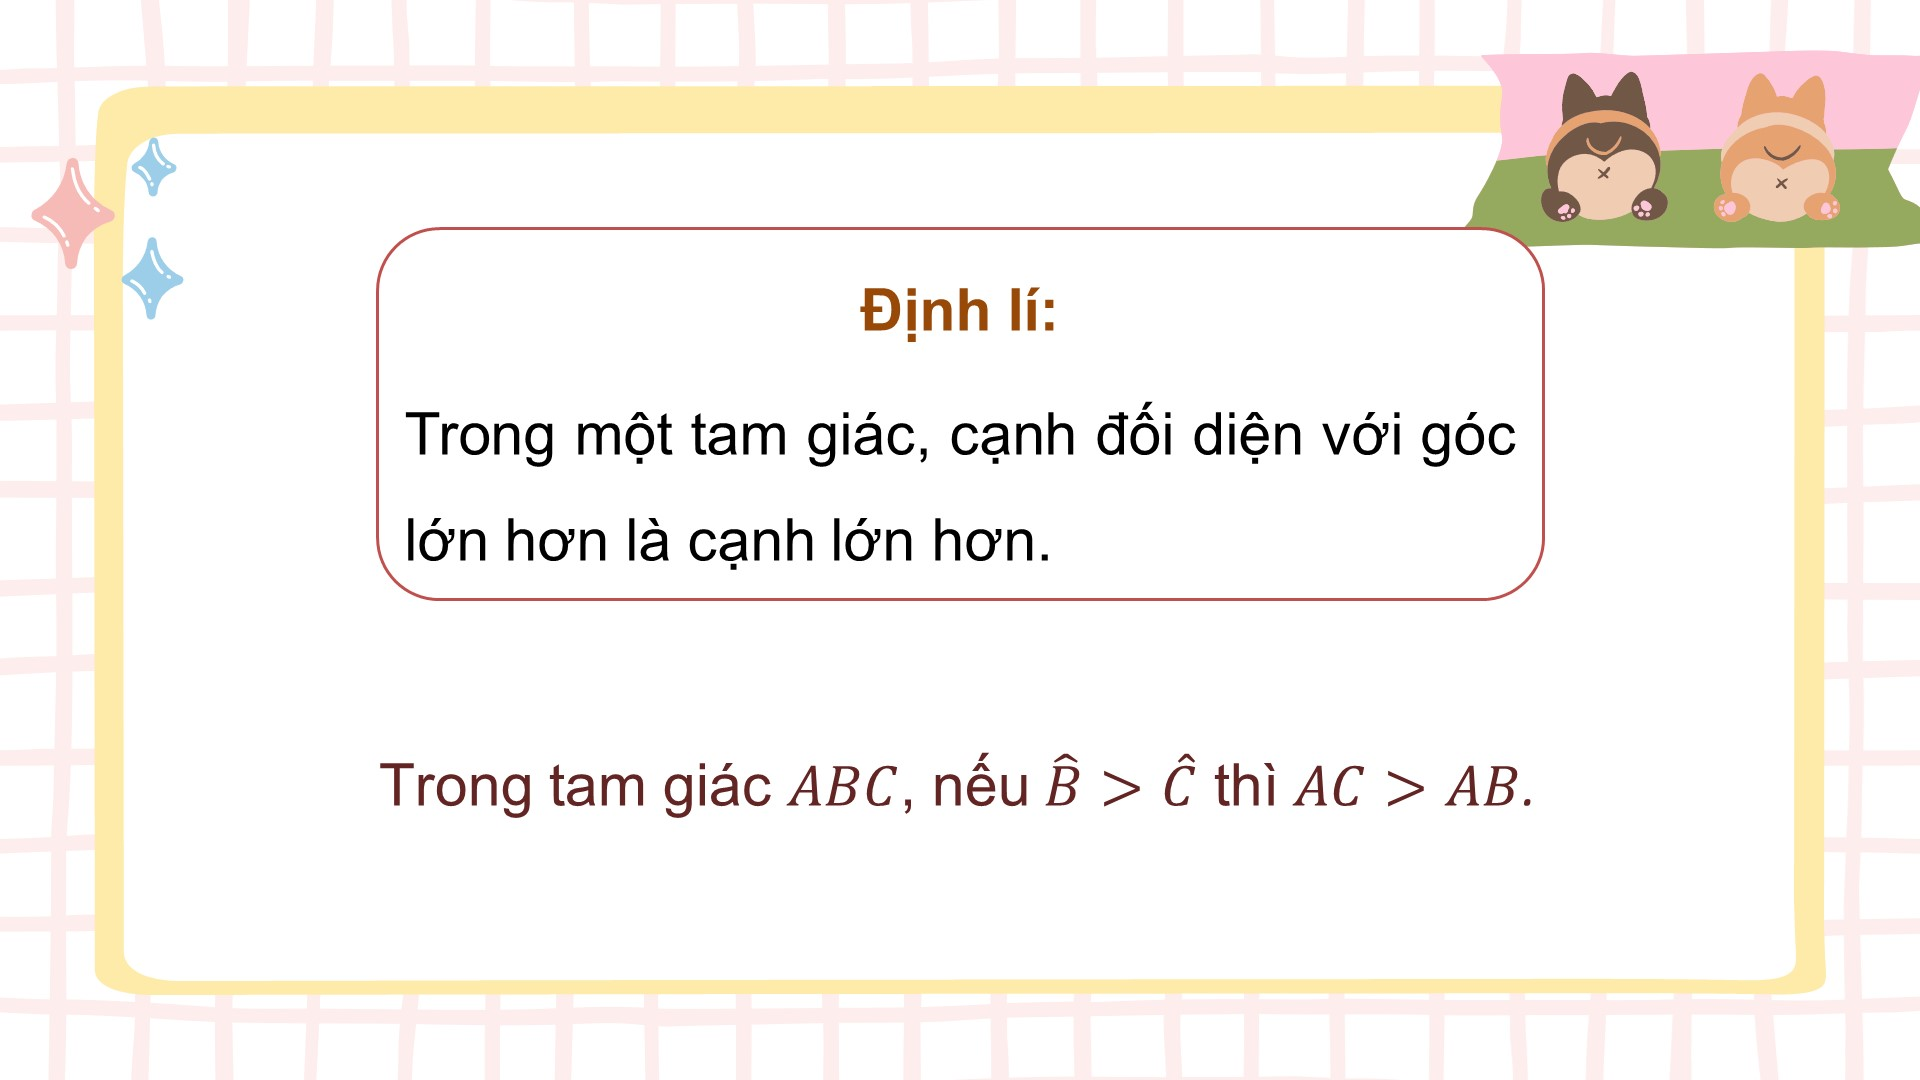 Định lí:
Trong một tam giác, cạnh đối diện với góc
lớn hơn là cạnh lớn hơn.
Trong tam giác 𝐴𝐵𝐶, nếu 𝐵̂ > 𝐶̂ thì 𝐴𝐶 > 𝐴𝐵.